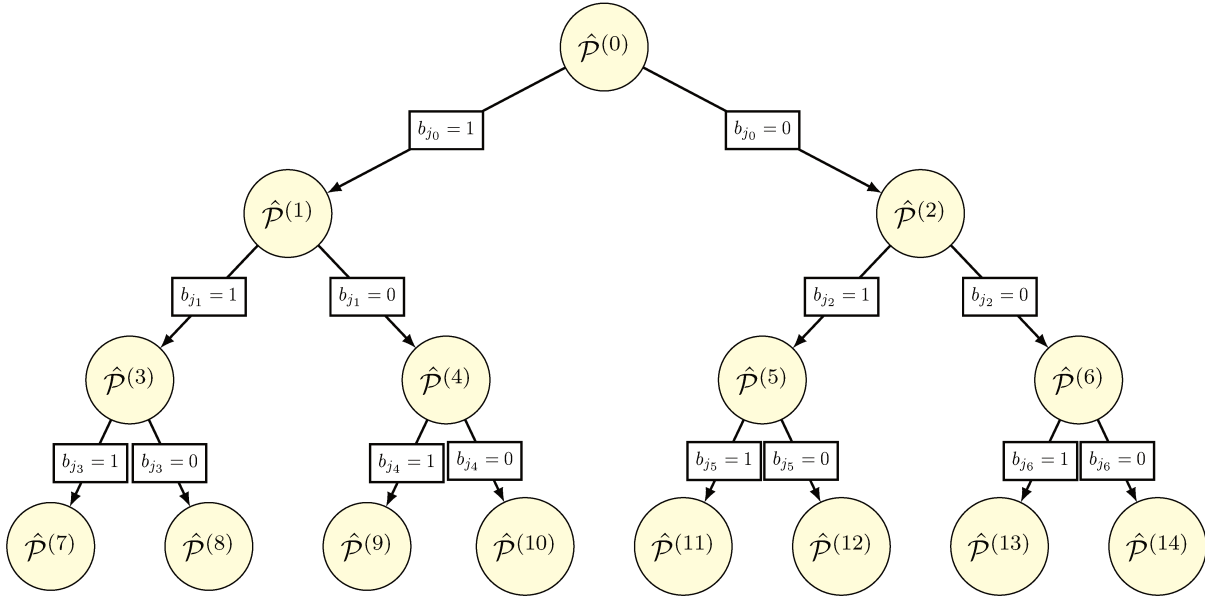 𝒫̂⁽⁰⁾
b_{j_0} = 1
b_{j_0} = 0
𝒫̂⁽¹⁾
𝒫̂⁽²⁾
b_{j_1} = 1
b_{j_1} = 0
b_{j_2} = 1
b_{j_2} = 0
𝒫̂⁽³⁾
𝒫̂⁽⁴⁾
𝒫̂⁽⁵⁾
𝒫̂⁽⁶⁾
b_{j_3} = 1
b_{j_3} = 0
b_{j_4} = 1
b_{j_4} = 0
b_{j_5} = 1
b_{j_5} = 0
b_{j_6} = 1
b_{j_6} = 0
𝒫̂⁽⁷⁾
𝒫̂⁽⁸⁾
𝒫̂⁽⁹⁾
𝒫̂⁽¹⁰⁾
𝒫̂⁽¹¹⁾
𝒫̂⁽¹²⁾
𝒫̂⁽¹³⁾
𝒫̂⁽¹⁴⁾